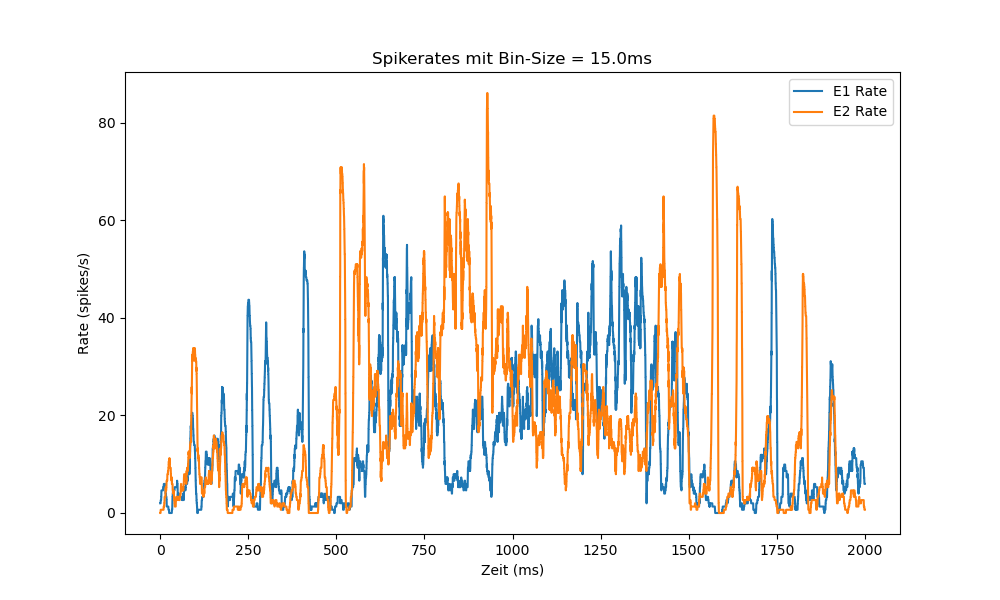 Spikerates mit Bin-Size = 15.0ms
E1 Rate
E2 Rate
80
60
40
20
0
Rate (spikes/s)
0 250 500 750 1000 1250 1500 1750 2000
Zeit (ms)